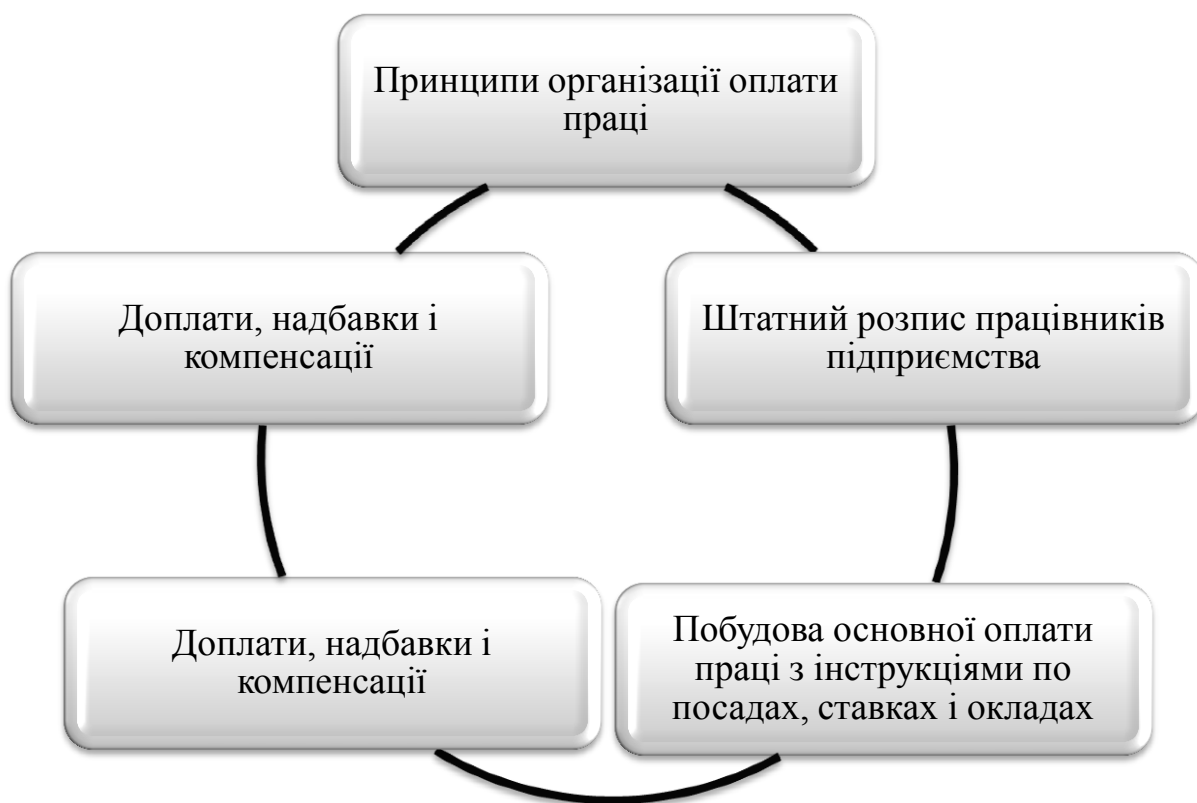 Принципи організації оплати
праці
Доплати, надбавки і
компенсації
Штатний розпис працівників
підприємства
Доплати, надбавки і
компенсації
Побудова основної оплати
праці з інструкціями по
посадах, ставках і окладах